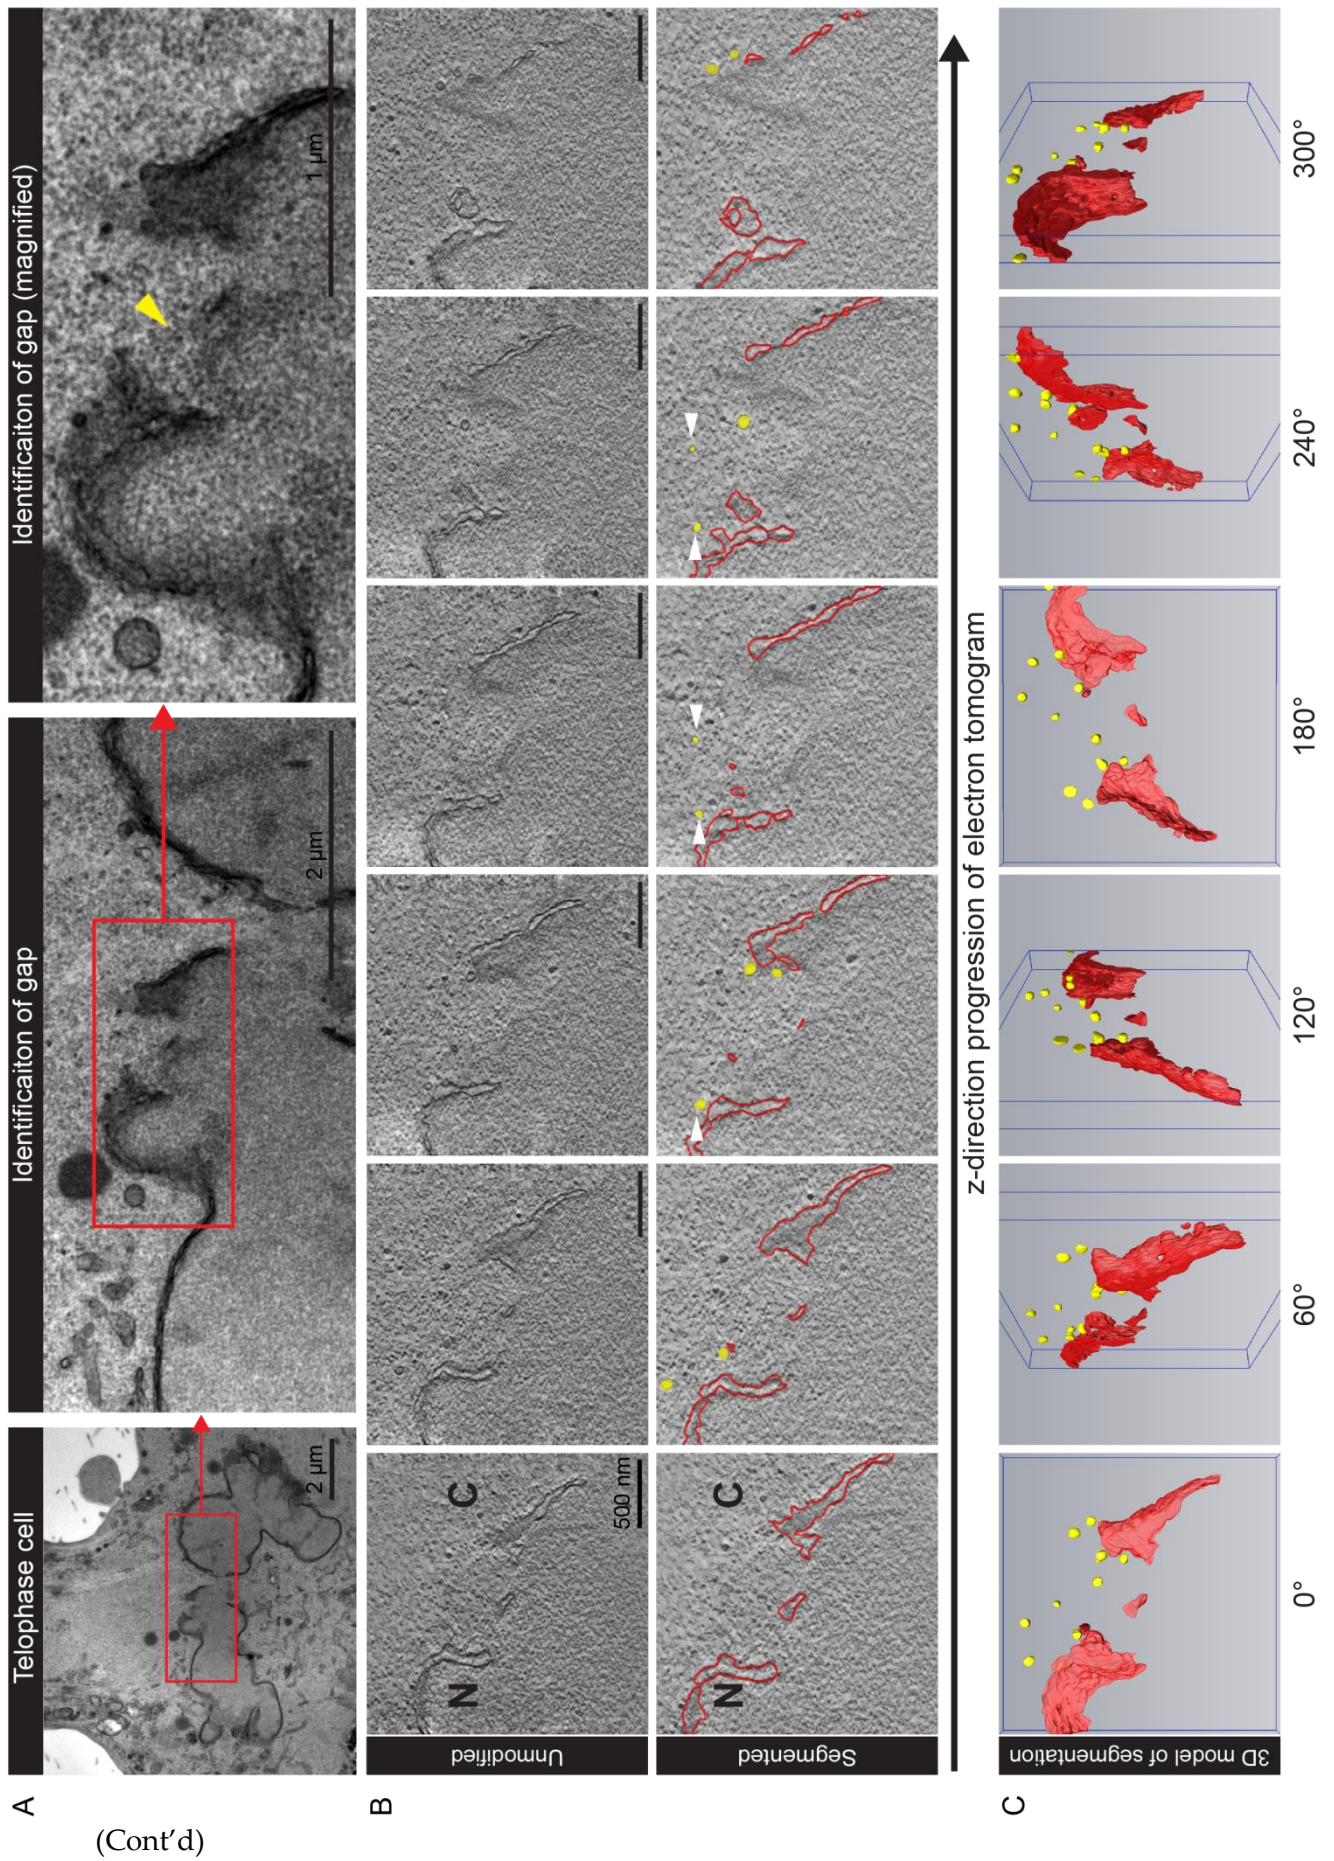 A
Telophase cell
Identificaiton of gap
Identificaiton of gap (magnified)
2 μm
2 μm
1 μm
B
Unmodified
N
C
500 nm
Segmented
N
C
z-direction progression of electron tomogram
C
3D model of segmentation
0°
60°
120°
180°
240°
300°
(Cont’d)